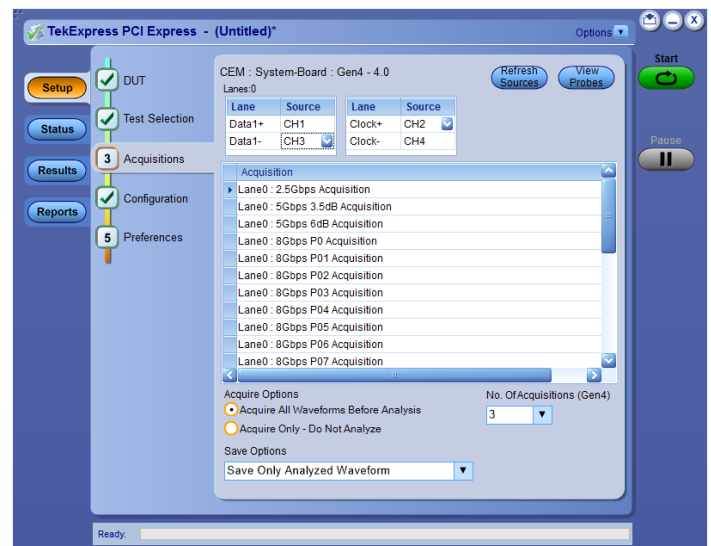 TekExpress PCI Express - (Untitled)*
Options
Setup
Status
Results
Reports
DUT
Test Selection
3 Acquisitions
Configuration
5 Preferences
CEM : System-Board : Gen4 - 4.0
Refresh Sources
View Probes
Lanes:0
Lane Source
Data1+ CH1
Data1- CH3
Lane Source
Clock+ CH2
Clock- CH4
Acquisition
Lane0 : 2.5Gbps Acquisition
Lane0 : 5Gbps 3.5dB Acquisition
Lane0 : 5Gbps 6dB Acquisition
Lane0 : 8Gbps P0 Acquisition
Lane0 : 8Gbps P01 Acquisition
Lane0 : 8Gbps P02 Acquisition
Lane0 : 8Gbps P03 Acquisition
Lane0 : 8Gbps P04 Acquisition
Lane0 : 8Gbps P05 Acquisition
Lane0 : 8Gbps P06 Acquisition
Lane0 : 8Gbps P07 Acquisition
Acquire Options
Acquire All Waveforms Before Analysis
Acquire Only - Do Not Analyze
No. Of Acquisitions (Gen4)
3
Save Options
Save Only Analyzed Waveform
Start
Pause
Ready.